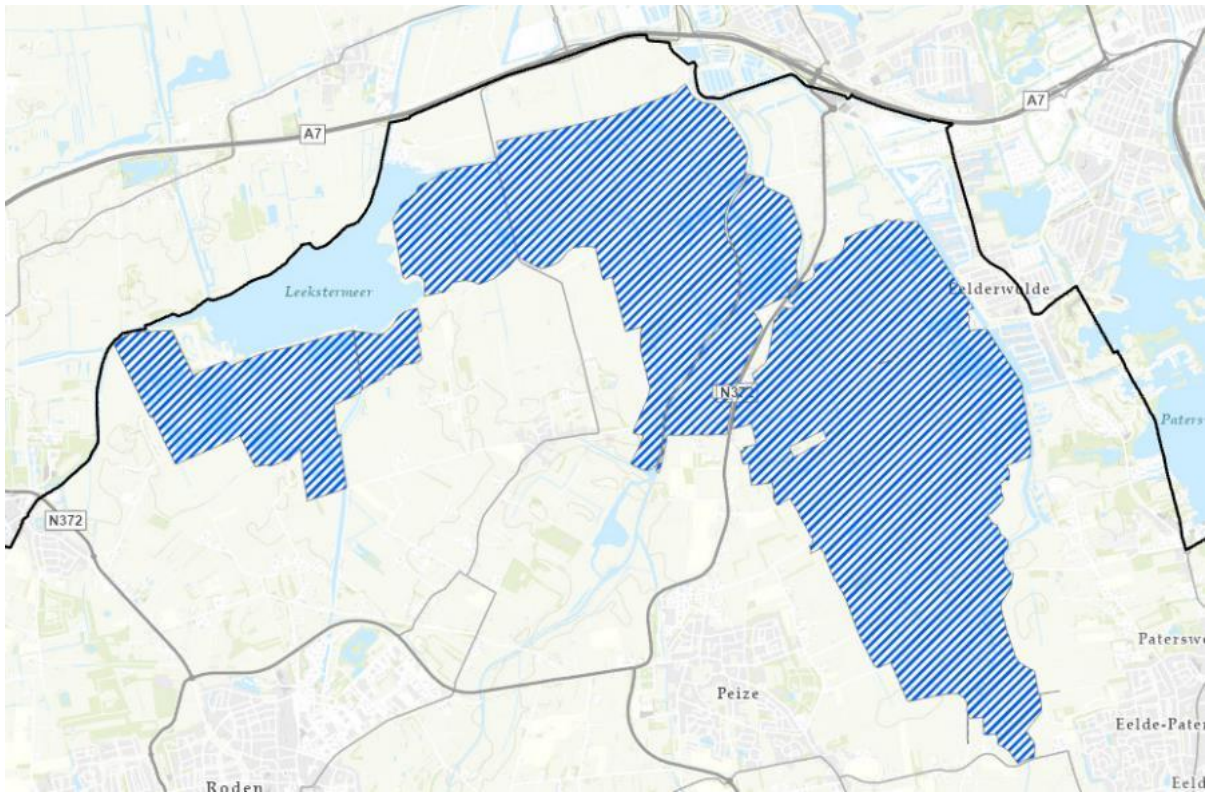 A7
A7
Leekstermeer
Eelderwolde
N372
Paters
N372
Patersw
Peize
Eelde-Pater
Roden
Eeld